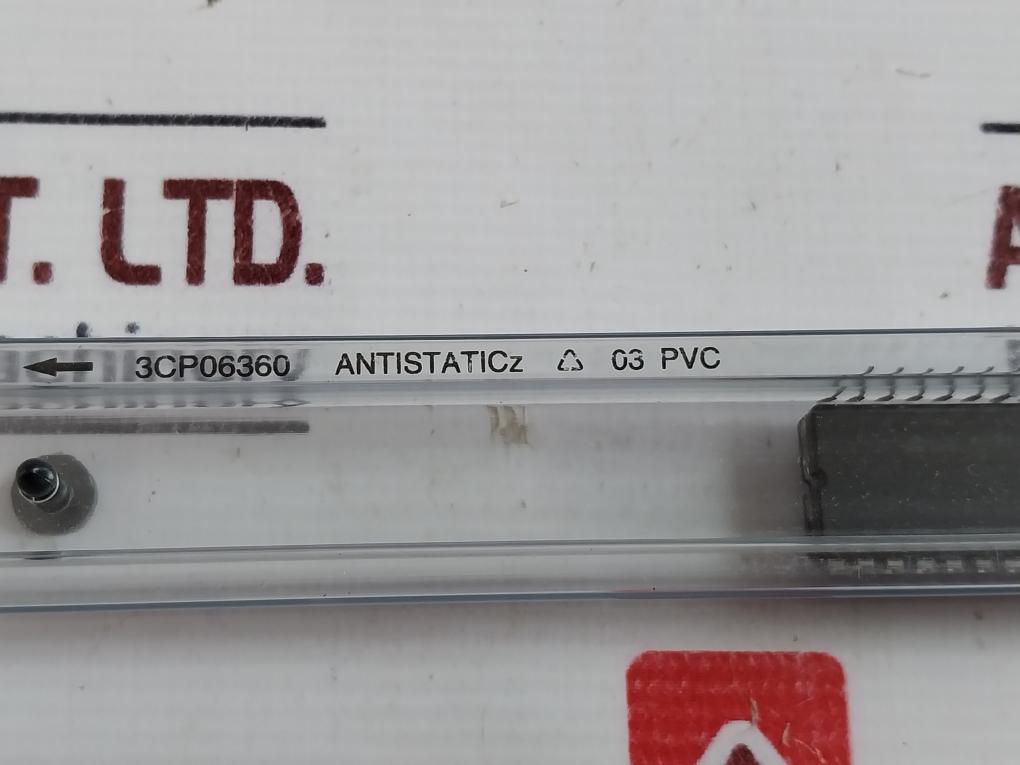 T. LTD.
A
← 3CP06360 ANTISTATICz ♳ 03 PVC